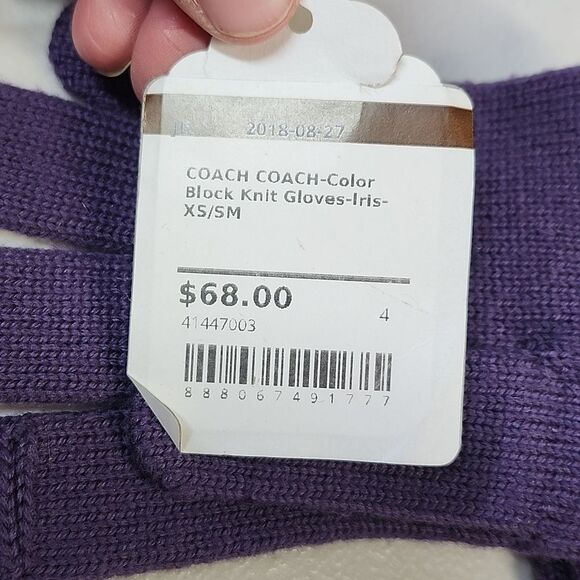 2018-08-27
COACH COACH-Color
Block Knit Gloves-Iris-
XS/SM
$68.00
4
41447003
888067491777